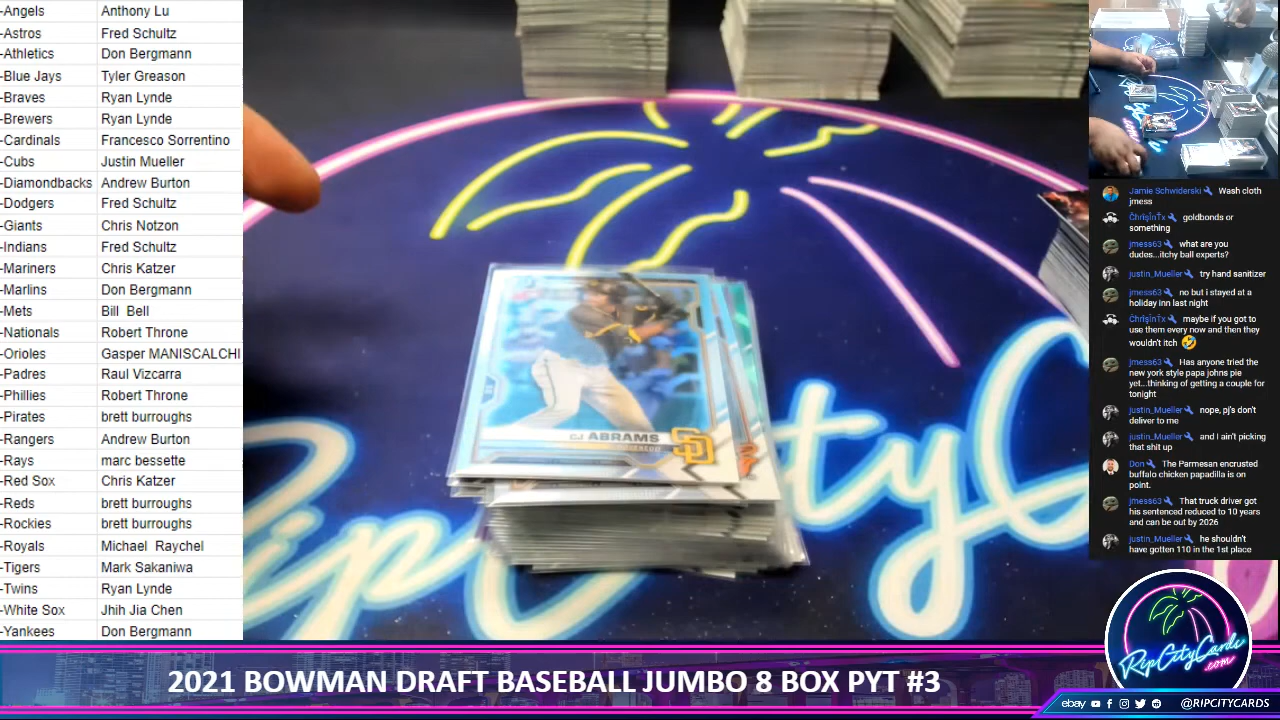 -Angels Anthony Lu
-Astros Fred Schultz
-Athletics Don Bergmann
-Blue Jays Tyler Greason
-Braves Ryan Lynde
-Brewers Ryan Lynde
-Cardinals Francesco Sorrentino
-Cubs Justin Mueller
-Diamondbacks Andrew Burton
-Dodgers Fred Schultz
-Giants Chris Notzon
-Indians Fred Schultz
-Mariners Chris Katzer
-Marlins Don Bergmann
-Mets Bill Bell
-Nationals Robert Throne
-Orioles Gasper MANISCALCHI
-Padres Raul Vizcarra
-Phillies Robert Throne
-Pirates brett burroughs
-Rangers Andrew Burton
-Rays marc bessette
-Red Sox Chris Katzer
-Reds brett burroughs
-Rockies brett burroughs
-Royals Michael Raychel
-Tigers Mark Sakaniwa
-Twins Ryan Lynde
-White Sox Jhih Jia Chen
-Yankees Don Bergmann
CJ ABRAMS
SD
Rip City C
Jamie Schwiderski Wash cloth
jmess
ChrîşÎnŤx goldbonds or
something
jmess63 what are you
dudes...itchy ball experts?
justin_Mueller try hand sanitizer
jmess63 no but i stayed at a
holiday inn last night
ChrîşÎnŤx maybe if you got to
use them every now and then they
wouldn't itch 🤣
jmess63 Has anyone tried the
new york style papa johns pie
yet...thinking of getting a couple for
tonight
justin_Mueller nope, pj's don't
deliver to me
justin_Mueller and I ain't picking
that shit up
Don The Parmesan encrusted
buffalo chicken papadilla is on
point.
jmess63 That truck driver got
his sentenced reduced to 10 years
and can be out by 2026
justin_Mueller he shouldn't
have gotten 110 in the 1st place
RipCityCards
.com
2021 BOWMAN DRAFT BASEBALL JUMBO 8 BOX PYT #3
ebay @RIPCITYCARDS